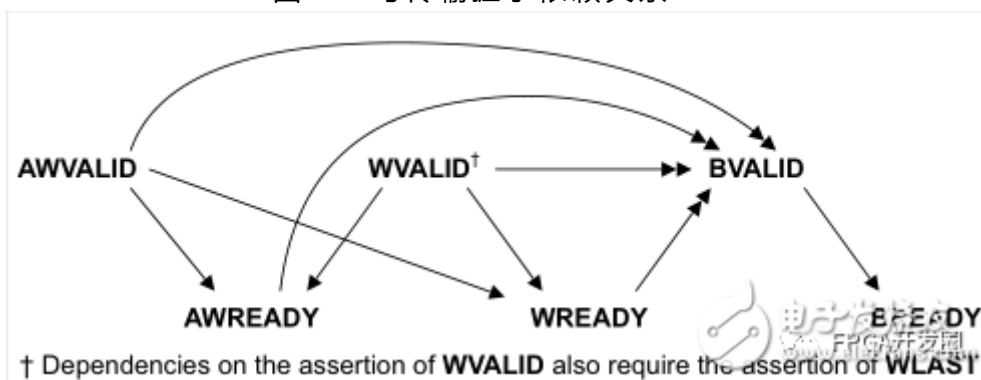 AWVALID WVALID† BVALID
AWREADY WREADY BREADY
† Dependencies on the assertion of WVALID also require the assertion of WLAST